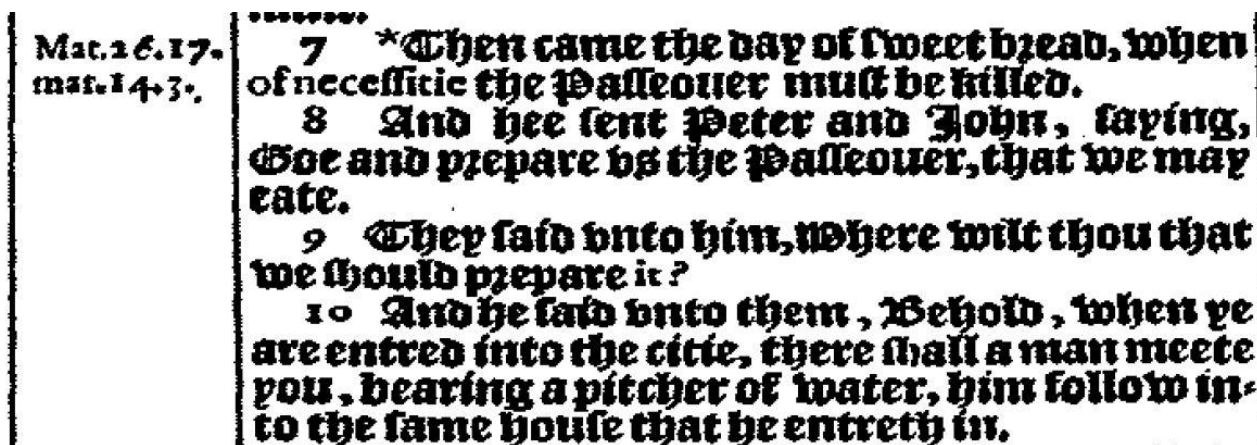 Mat.26.17.
mar.14.3.
7 *Then came the day of ſweet bread, when
of neceſſitie the Paſſeouer muſt be killed.
8 And hee ſent Peter and John, ſaying,
Goe and prepare vs the Paſſeouer, that we may
eate.
9 They ſaid vnto him, Where wilt thou that
we ſhould prepare it?
10 And he ſaid vnto them, Behold, when ye
are entred into the citie, there ſhall a man meete
you, bearing a pitcher of water, him follow in-
to the ſame houſe that he entreth in.